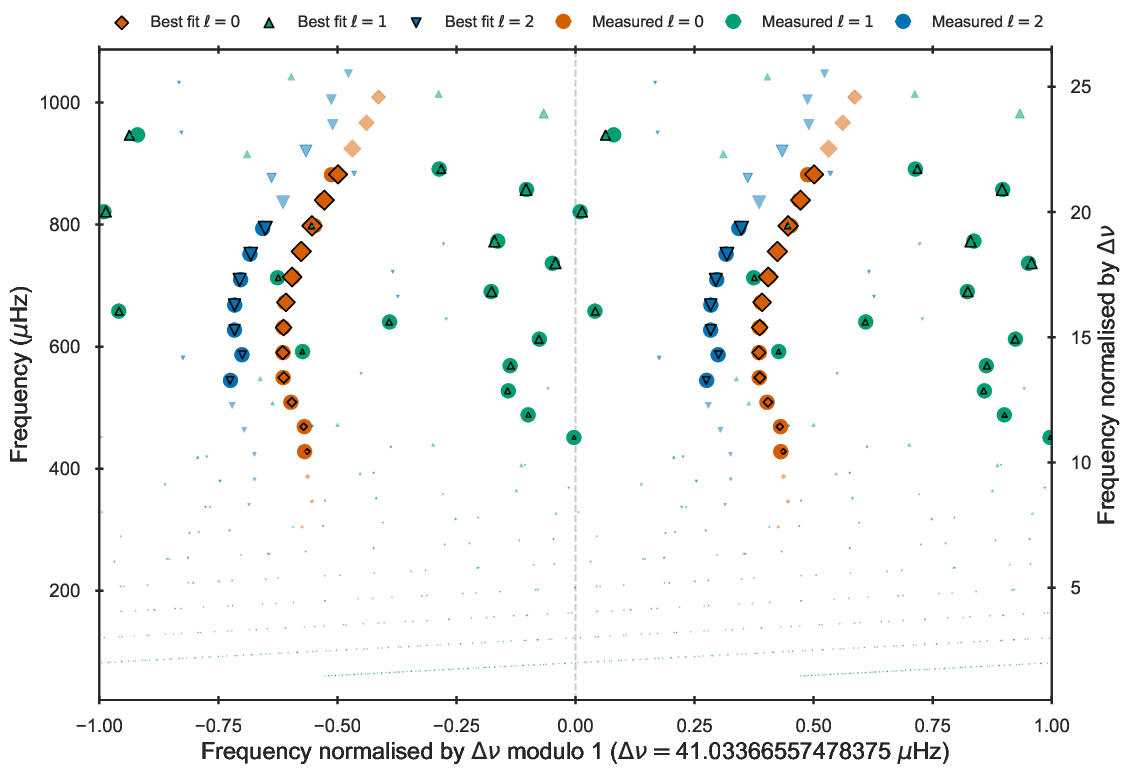 Best fit ℓ = 0 Best fit ℓ = 1 Best fit ℓ = 2 Measured ℓ = 0 Measured ℓ = 1 Measured ℓ = 2
1000
800
600
400
200
Frequency (μHz)
25
20
15
10
5
Frequency normalised by Δν
−1.00 −0.75 −0.50 −0.25 0.00 0.25 0.50 0.75 1.00
Frequency normalised by Δν modulo 1 (Δν = 41.03366557478375 μHz)